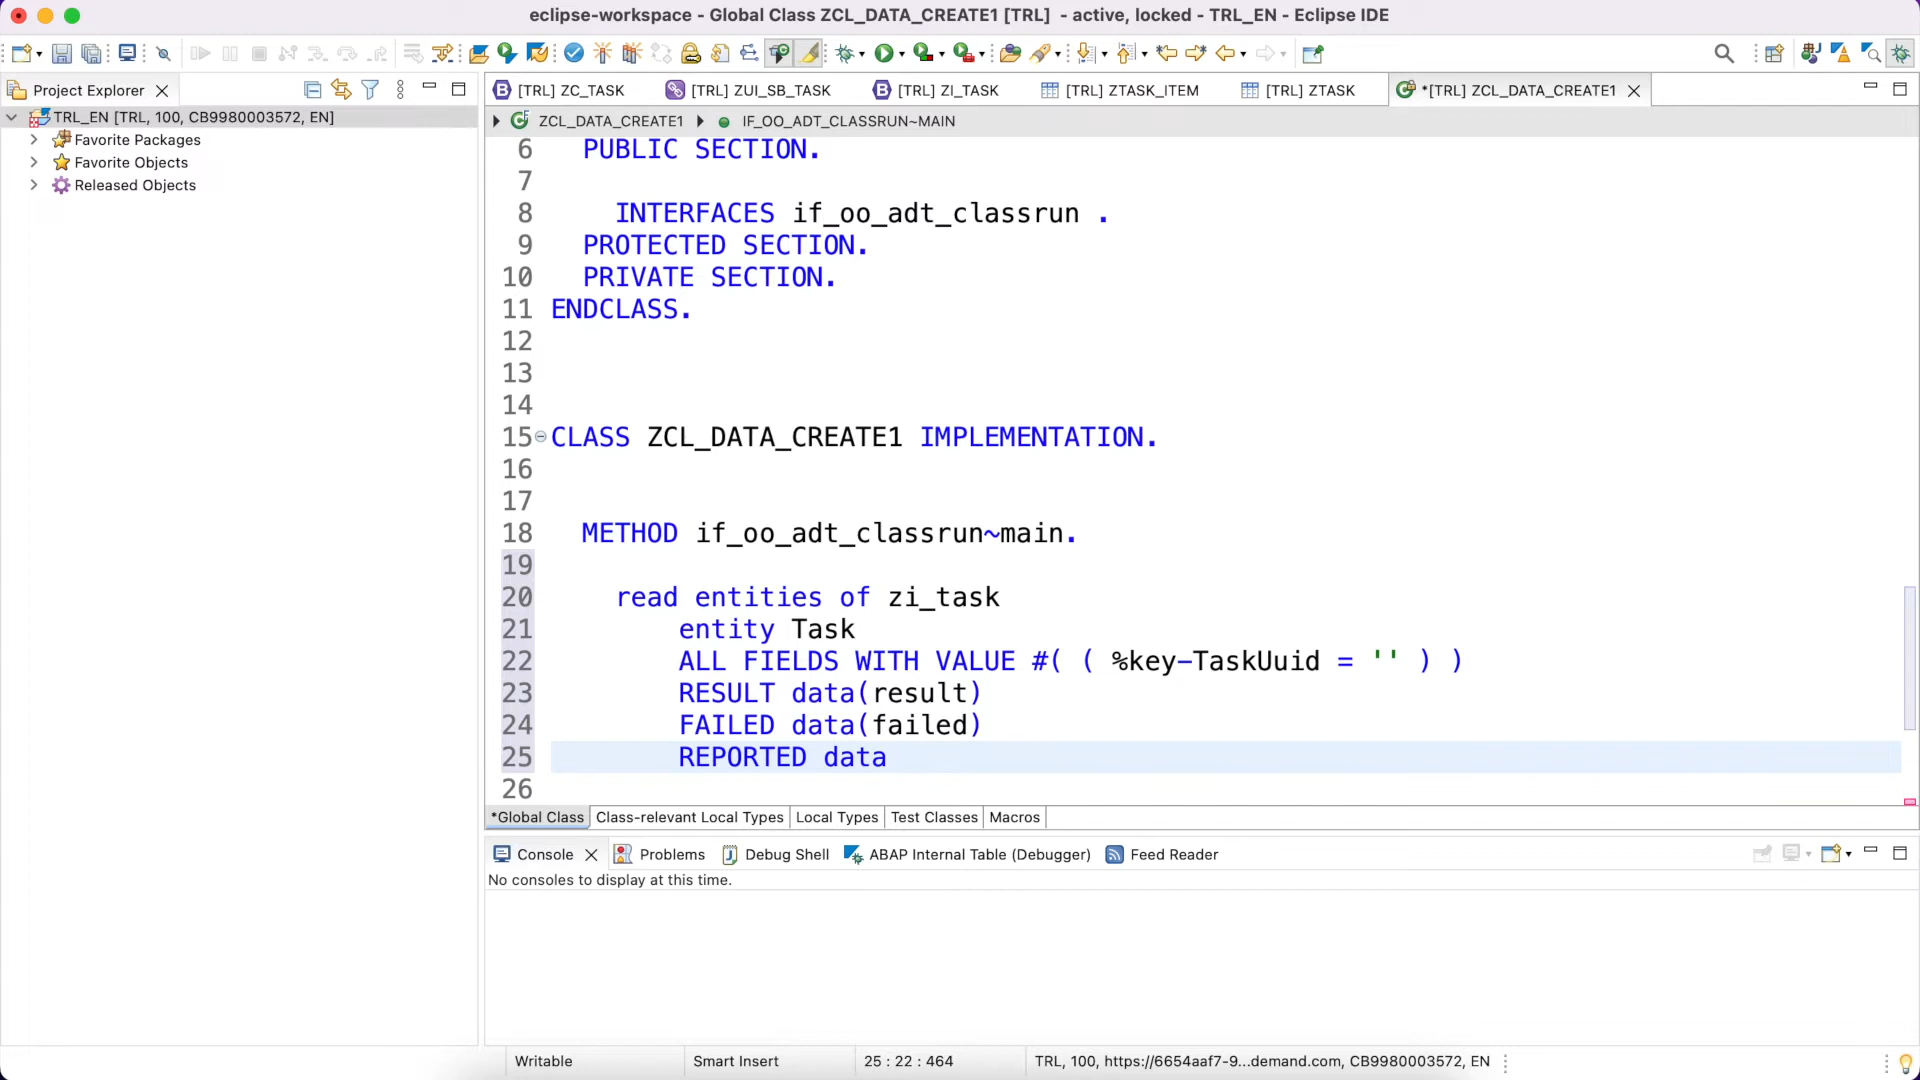 eclipse-workspace - Global Class ZCL_DATA_CREATE1 [TRL]  - active, locked - TRL_EN - Eclipse IDE
Project Explorer
TRL_EN [TRL, 100, CB9980003572, EN]
Favorite Packages
Favorite Objects
Released Objects
[TRL] ZC_TASK
[TRL] ZUI_SB_TASK
[TRL] ZI_TASK
[TRL] ZTASK_ITEM
[TRL] ZTASK
*[TRL] ZCL_DATA_CREATE1
ZCL_DATA_CREATE1
IF_OO_ADT_CLASSRUN~MAIN
6 PUBLIC SECTION.
7
8 INTERFACES if_oo_adt_classrun .
9 PROTECTED SECTION.
10 PRIVATE SECTION.
11 ENDCLASS.
12
13
14
15 CLASS ZCL_DATA_CREATE1 IMPLEMENTATION.
16
17
18 METHOD if_oo_adt_classrun~main.
19
20 read entities of zi_task
21 entity Task
22 ALL FIELDS WITH VALUE #( ( %key-TaskUuid = '' ) )
23 RESULT data(result)
24 FAILED data(failed)
25 REPORTED data
26
*Global Class
Class-relevant Local Types
Local Types
Test Classes
Macros
Console
Problems
Debug Shell
ABAP Internal Table (Debugger)
Feed Reader
No consoles to display at this time.
Writable
Smart Insert
25 : 22 : 464
TRL, 100, https://6654aaf7-9...demand.com, CB9980003572, EN